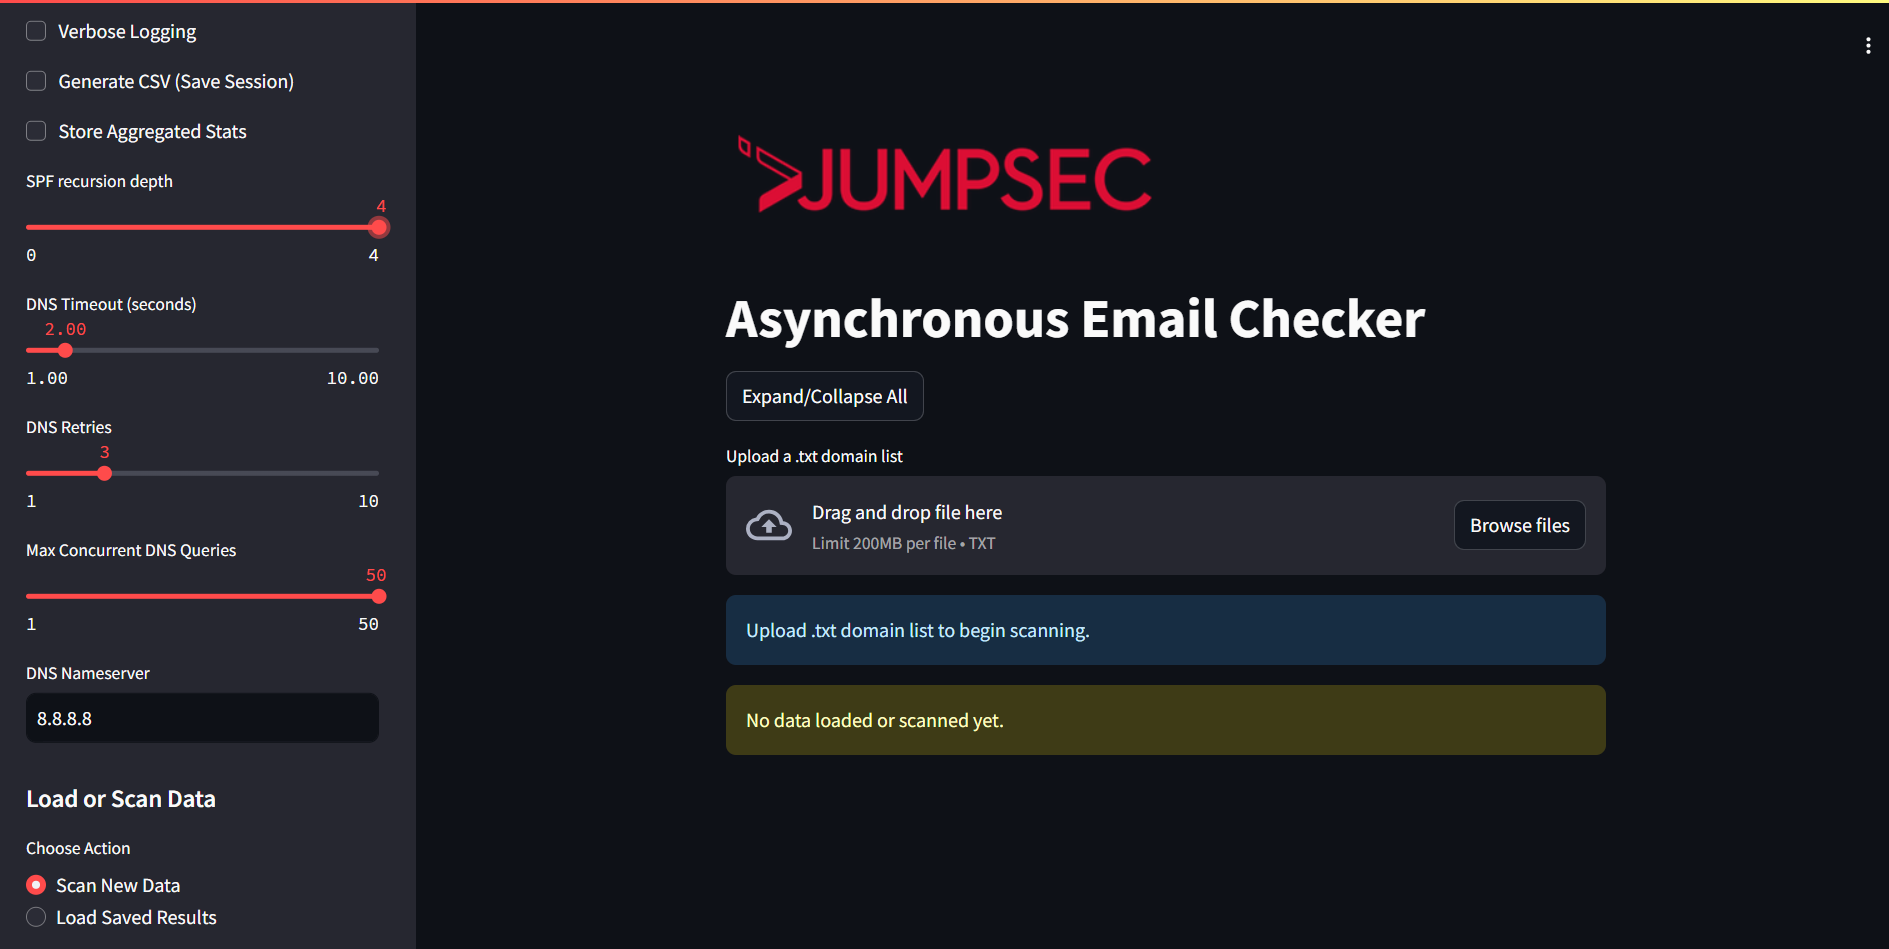 Verbose Logging
Generate CSV (Save Session)
Store Aggregated Stats
SPF recursion depth
4
0
4
DNS Timeout (seconds)
2.00
1.00
10.00
DNS Retries
3
1
10
Max Concurrent DNS Queries
50
1
50
DNS Nameserver
8.8.8.8
Load or Scan Data
Choose Action
Scan New Data
Load Saved Results
JUMPSEC
Asynchronous Email Checker
Expand/Collapse All
Upload a .txt domain list
Drag and drop file here
Limit 200MB per file • TXT
Browse files
Upload .txt domain list to begin scanning.
No data loaded or scanned yet.